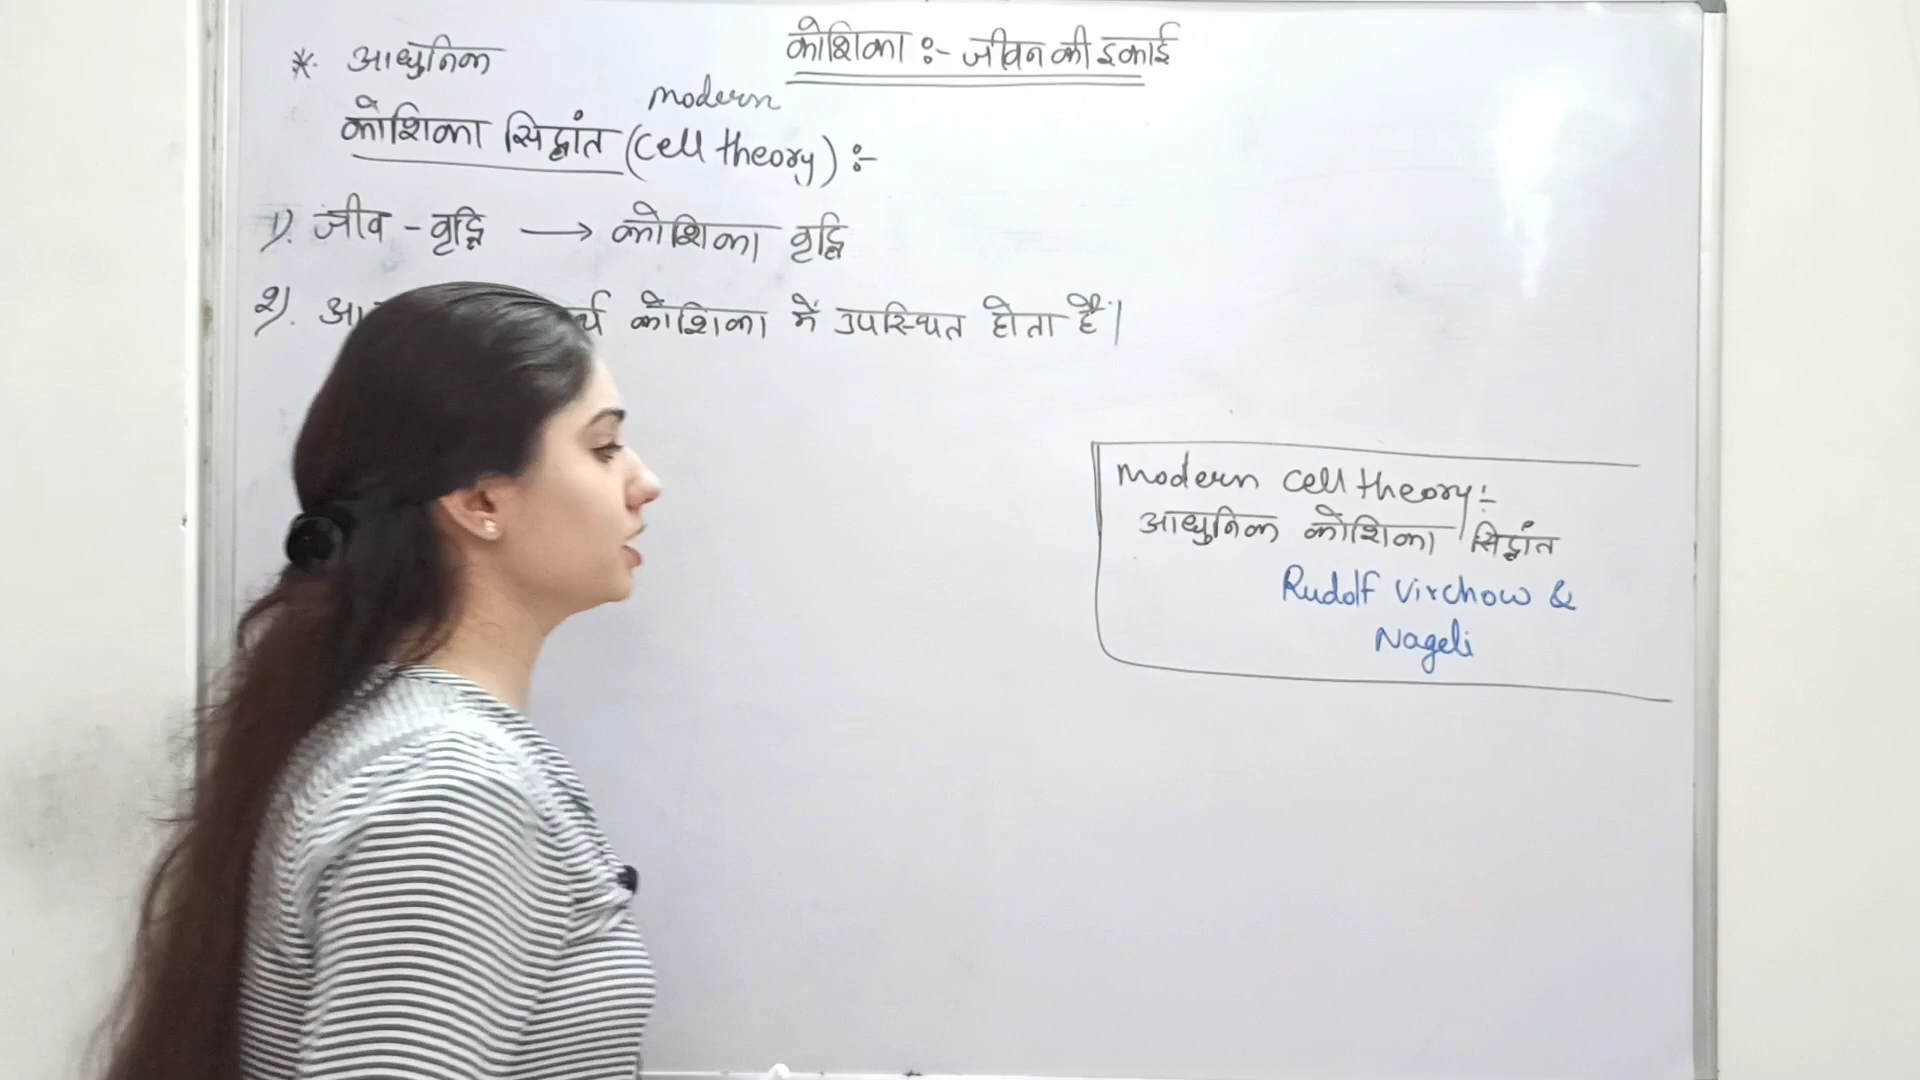 कोशिका :- जीवन की इकाई
* आधुनिक
modern
कोशिका सिद्धांत (cell theory) :-
1). जीव - वृद्धि → कोशिका वृद्धि
2). कोशिका में उपस्थित होता है।
modern cell theory :-
आधुनिक कोशिका सिद्धांत
Rudolf Virchow &
Nageli